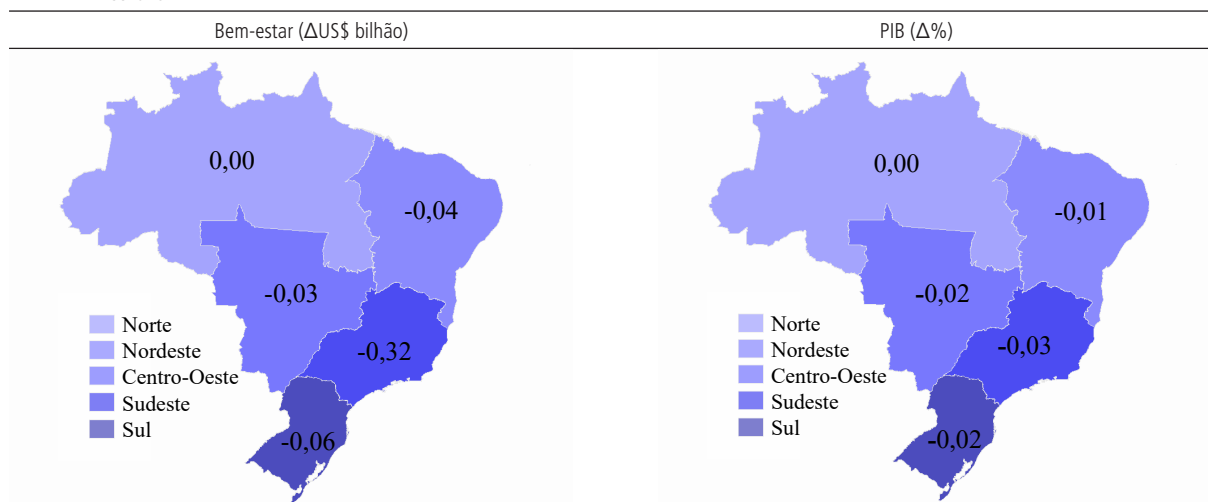 Bem-estar (ΔUS$ bilhão)
0,00
-0,04
-0,03
-0,32
-0,06
Norte
Nordeste
Centro-Oeste
Sudeste
Sul
PIB (Δ%)
0,00
-0,01
-0,02
-0,03
-0,02
Norte
Nordeste
Centro-Oeste
Sudeste
Sul